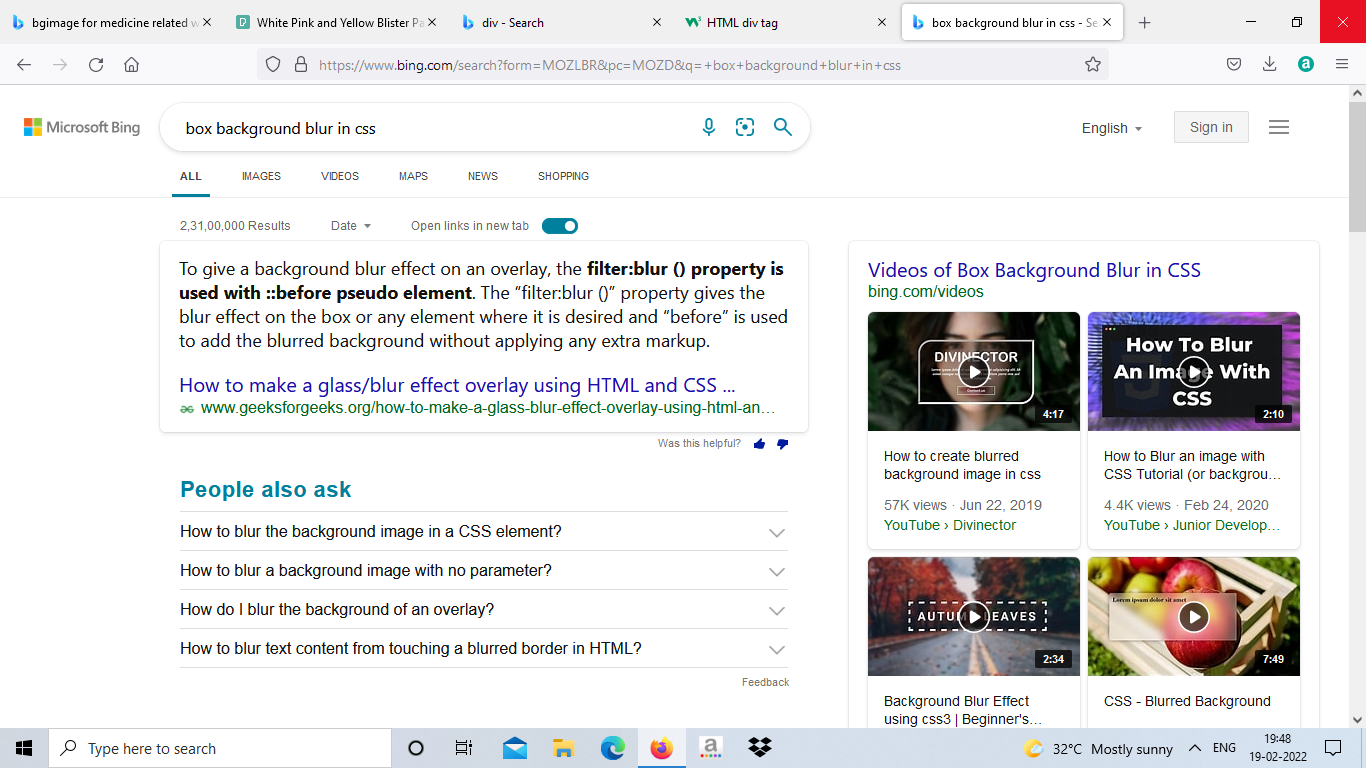 bgimage for medicine related w
White Pink and Yellow Blister Pa
div - Search
HTML div tag
box background blur in css - Se
https://www.bing.com/search?form=MOZLBR&pc=MOZD&q=+box+background+blur+in+css
Microsoft Bing
box background blur in css
English
Sign in
ALL
IMAGES
VIDEOS
MAPS
NEWS
SHOPPING
2,31,00,000 Results
Date
Open links in new tab
To give a background blur effect on an overlay, the filter:blur () property is
used with ::before pseudo element. The “filter:blur ()” property gives the
blur effect on the box or any element where it is desired and “before” is used
to add the blurred background without applying any extra markup.
How to make a glass/blur effect overlay using HTML and CSS ...
www.geeksforgeeks.org/how-to-make-a-glass-blur-effect-overlay-using-html-an…
Was this helpful?
People also ask
How to blur the background image in a CSS element?
How to blur a background image with no parameter?
How do I blur the background of an overlay?
How to blur text content from touching a blurred border in HTML?
Feedback
Videos of Box Background Blur in CSS
bing.com/videos
DIVINECTOR
4:17
How to create blurred
background image in css
57K views · Jun 22, 2019
YouTube › Divinector
How To Blur
An Image With
CSS
2:10
How to Blur an image with
CSS Tutorial (or backgrou…
4.4K views · Feb 24, 2020
YouTube › Junior Develop…
AUTUMN LEAVES
2:34
Background Blur Effect
using css3 | Beginner's…
Lorem ipsum dolor sit amet
7:49
CSS - Blurred Background
Type here to search
32°C Mostly sunny
ENG
19:48
19-02-2022